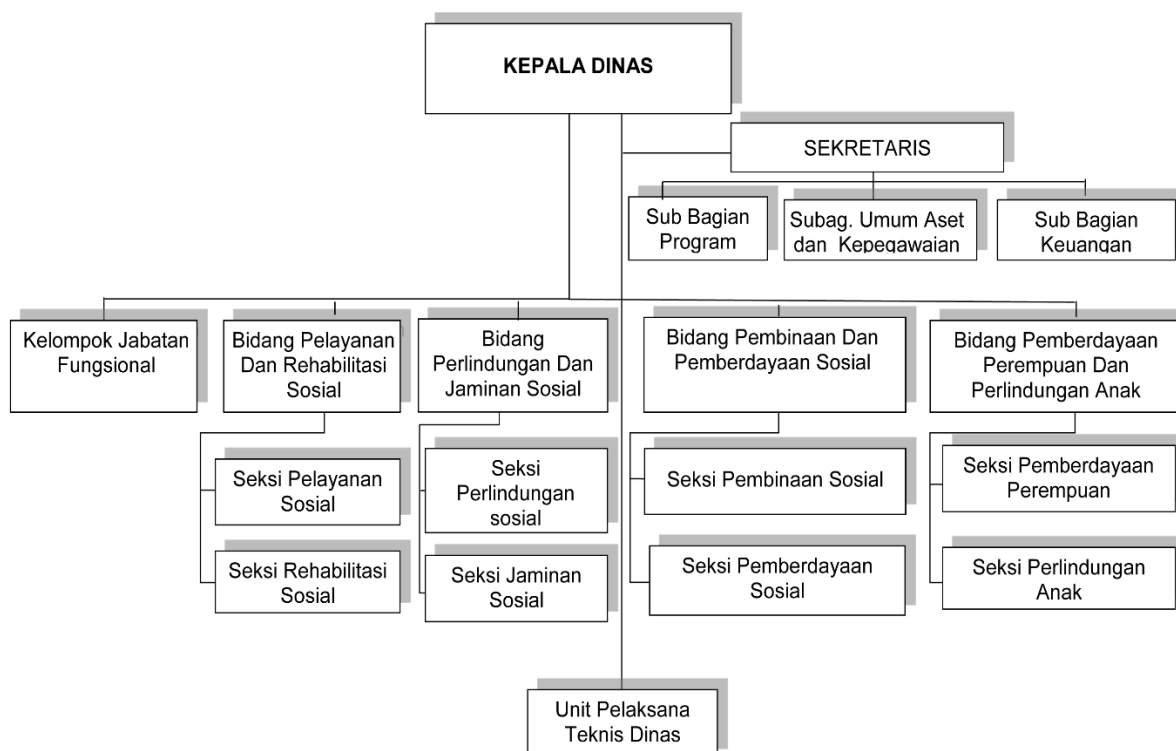 KEPALA DINAS
SEKRETARIS
Sub Bagian
Program
Subag. Umum Aset
dan Kepegawaian
Sub Bagian
Keuangan
Kelompok Jabatan
Fungsional
Bidang Pelayanan
Dan Rehabilitasi
Sosial
Bidang
Perlindungan Dan
Jaminan Sosial
Bidang Pembinaan Dan
Pemberdayaan Sosial
Bidang Pemberdayaan
Perempuan Dan
Perlindungan Anak
Seksi Pelayanan
Sosial
Seksi
Perlindungan
sosial
Seksi Pembinaan Sosial
Seksi Pemberdayaan
Perempuan
Seksi Rehabilitasi
Sosial
Seksi Jaminan
Sosial
Seksi Pemberdayaan
Sosial
Seksi Perlindungan
Anak
Unit Pelaksana
Teknis Dinas